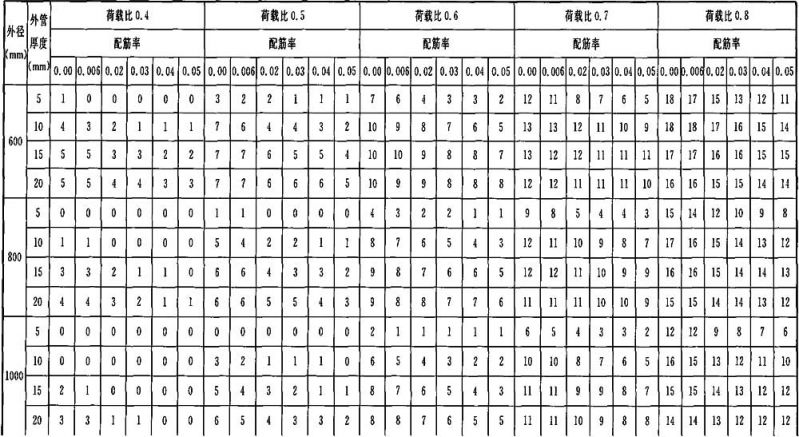 外径 (mm) 外管厚度 (mm) 荷载比0.4 荷载比0.5 荷载比0.6 荷载比0.7 荷载比0.8
配筋率 配筋率 配筋率 配筋率 配筋率
0.00 0.006 0.02 0.03 0.04 0.05 0.00 0.006 0.02 0.03 0.04 0.05 0.00 0.006 0.02 0.03 0.04 0.05 0.00 0.006 0.02 0.03 0.04 0.05 0.00 0.006 0.02 0.03 0.04 0.05
600
5 1 0 0 0 0 0 3 2 2 1 1 1 7 6 4 3 3 2 12 11 8 7 6 5 18 17 15 13 12 11
10 4 3 2 1 1 1 7 6 4 4 3 2 10 9 8 7 6 5 13 13 12 11 10 9 18 18 17 16 15 14
15 5 5 3 3 2 2 7 7 6 5 5 4 10 10 9 8 8 7 13 12 12 11 11 11 17 17 16 16 15 15
20 5 5 4 4 3 3 7 7 6 6 6 5 10 9 9 8 8 8 12 12 11 11 11 10 16 16 15 15 14 14
800
5 0 0 0 0 0 0 1 1 0 0 0 0 4 3 2 2 1 1 9 8 5 4 4 3 15 14 12 10 9 8
10 1 1 0 0 0 0 5 4 2 2 1 1 8 7 6 5 4 3 12 11 10 9 8 7 17 16 15 14 13 12
15 3 3 2 1 1 0 6 6 4 3 3 2 9 8 7 6 6 5 12 12 11 10 9 9 16 16 15 14 14 13
20 4 4 3 2 1 1 6 6 5 5 4 3 9 8 8 7 7 6 11 11 11 10 10 9 15 15 14 14 13 12
1000
5 0 0 0 0 0 0 0 0 0 0 0 0 2 1 1 1 1 1 6 5 4 3 3 2 12 12 9 8 7 6
10 0 0 0 0 0 0 3 2 1 1 1 0 6 5 4 3 2 2 10 10 8 7 6 5 16 15 13 12 11 10
15 2 1 0 0 0 0 5 4 3 2 1 1 8 7 6 5 4 3 11 11 9 9 8 7 15 15 14 13 12 12
20 3 3 1 1 0 0 6 5 4 3 3 2 8 8 7 6 5 5 11 11 10 9 8 8 14 14 13 12 12 12